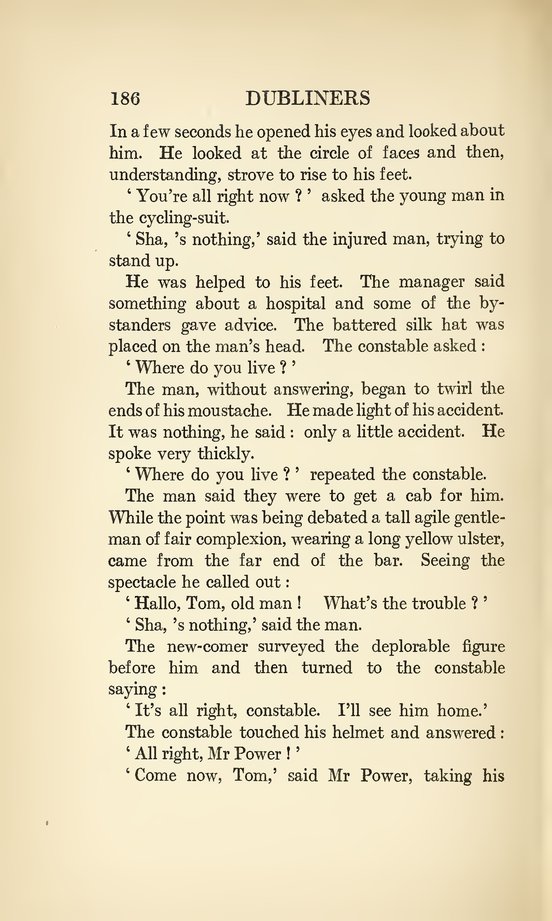 186 DUBLINERS
In a few seconds he opened his eyes and looked about
him. He looked at the circle of faces and then,
understanding, strove to rise to his feet.
‘ You’re all right now ? ’ asked the young man in
the cycling-suit.
‘ Sha, ’s nothing,’ said the injured man, trying to
stand up.
He was helped to his feet. The manager said
something about a hospital and some of the by-
standers gave advice. The battered silk hat was
placed on the man’s head. The constable asked :
‘ Where do you live ? ’
The man, without answering, began to twirl the
ends of his moustache. He made light of his accident.
It was nothing, he said : only a little accident. He
spoke very thickly.
‘ Where do you live ? ’ repeated the constable.
The man said they were to get a cab for him.
While the point was being debated a tall agile gentle-
man of fair complexion, wearing a long yellow ulster,
came from the far end of the bar. Seeing the
spectacle he called out :
‘ Hallo, Tom, old man ! What’s the trouble ? ’
‘ Sha, ’s nothing,’ said the man.
The new-comer surveyed the deplorable figure
before him and then turned to the constable
saying :
‘ It’s all right, constable. I’ll see him home.’
The constable touched his helmet and answered :
‘ All right, Mr Power ! ’
‘ Come now, Tom,’ said Mr Power, taking his